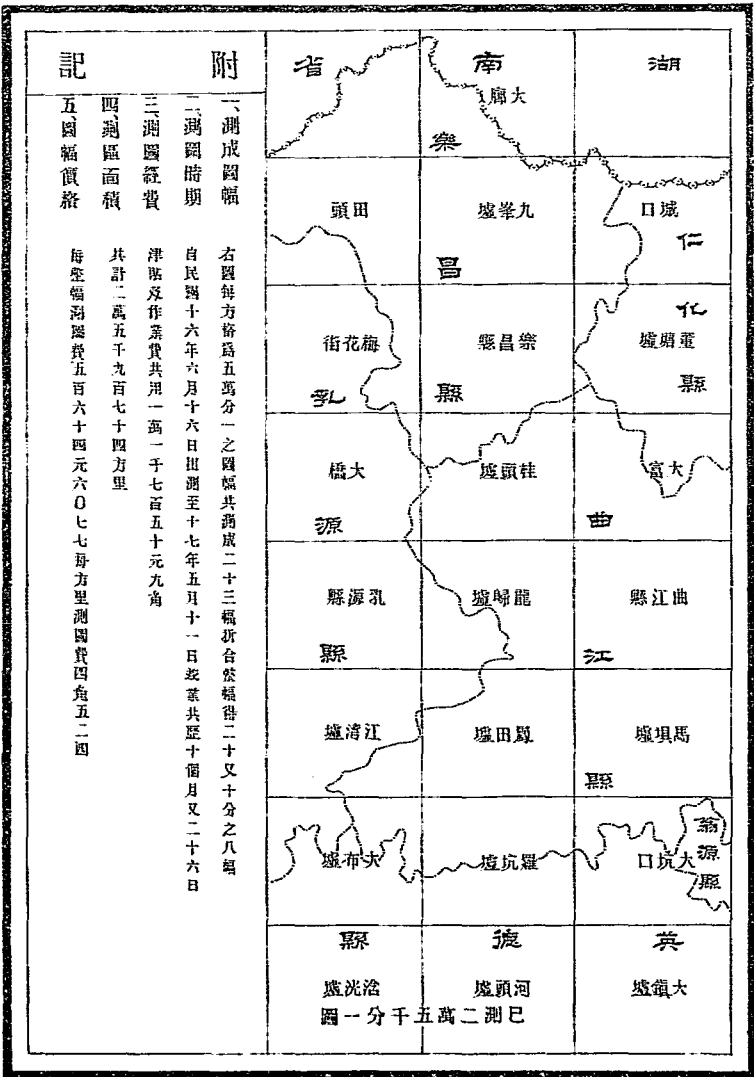 湖南省
大廊
樂昌縣
城口
九峯墟
田頭
仁化縣
董塘墟
樂昌縣
梅花街
乳源縣
大富
桂頭墟
大橋
曲江縣
曲江縣
龍歸墟
乳源縣
馬垻墟
鳳田墟
江灣墟
翁源縣
大坑口
羅坑墟
大布墟
英德縣
大鎮墟
河頭墟
浛洸墟
已測二萬五千分一圖
附記
一、測成圖幅 右圖每方格爲五萬分一之圖幅共測成二十三幅折合整幅得二十又十分之八幅
二、測圖時期 自民國十六年六月十六日出測至十七年五月十一日竣業共歷十個月又二十六日
三、測圖經費 津貼及作業費共用一萬一千七百五十元九角
四、測區面積 共計二萬五千九百七十四方里
五、圖幅價格 每整幅測圖費五百六十四元六〇七七每方里測圖費四角五二四